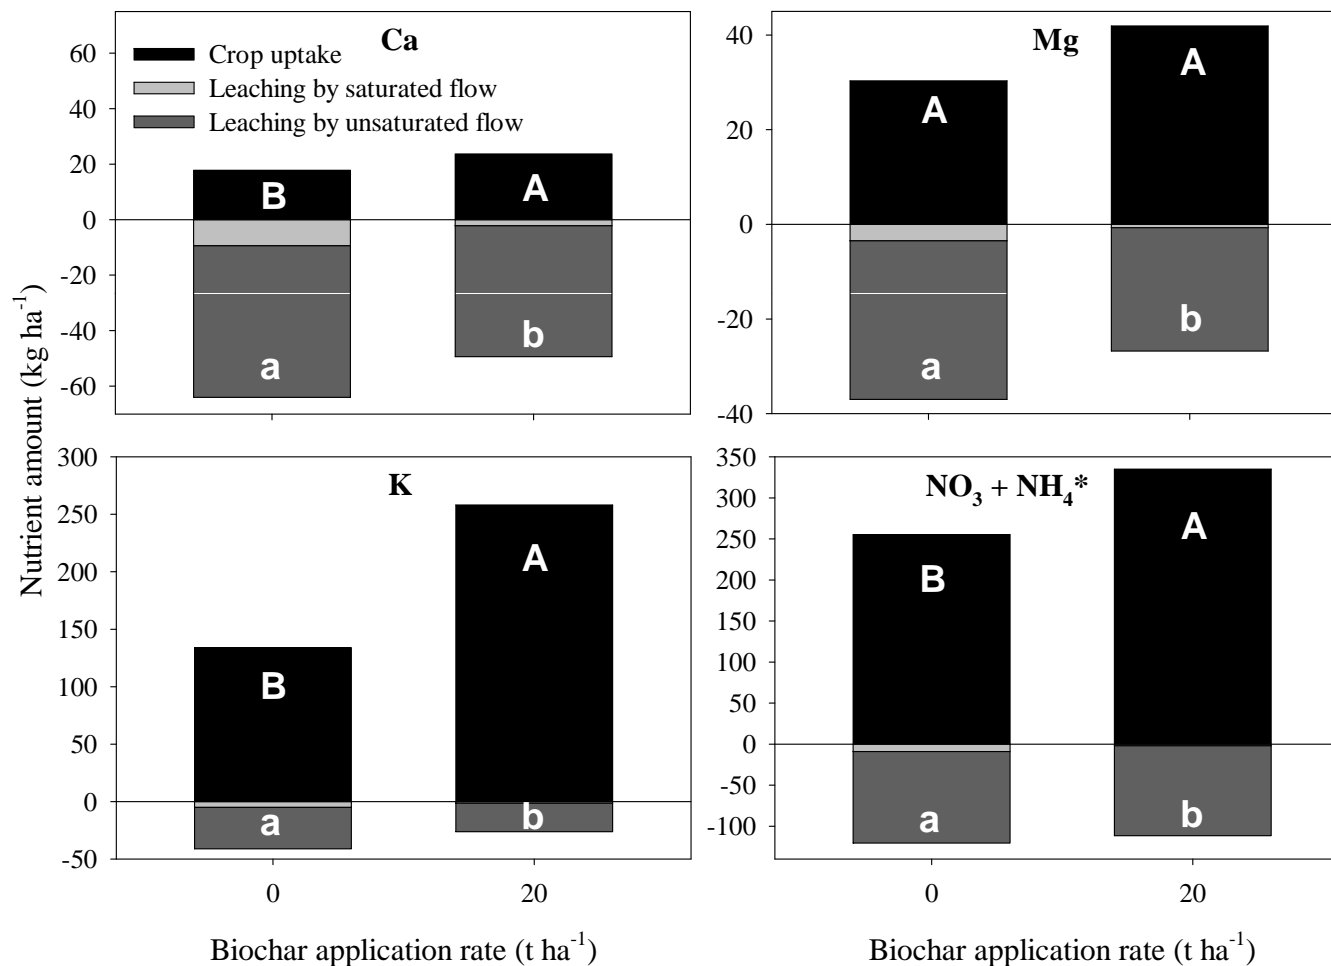 Ca
Crop uptake
Leaching by saturated flow
Leaching by unsaturated flow
60
40
20
0
-20
-40
-60
B
A
a
b
Mg
40
20
0
-20
-40
A
A
a
b
Nutrient amount (kg ha⁻¹)
K
300
250
200
150
100
50
0
-50
B
A
a
b
0
20
Biochar application rate (t ha⁻¹)
NO₃ + NH₄*
350
300
250
200
150
100
50
0
-50
-100
B
A
a
b
0
20
Biochar application rate (t ha⁻¹)